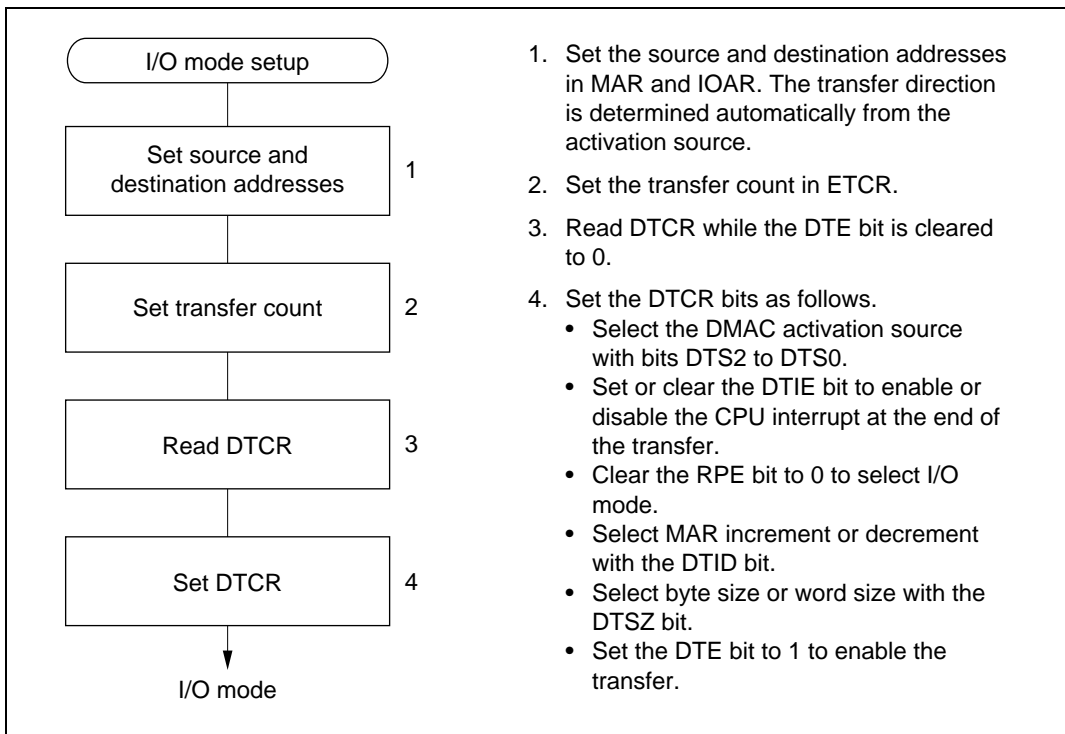 I/O mode setup
Set source and
destination addresses
1
Set transfer count
2
Read DTCR
3
Set DTCR
4
I/O mode
1. Set the source and destination addresses
in MAR and IOAR. The transfer direction
is determined automatically from the
activation source.
2. Set the transfer count in ETCR.
3. Read DTCR while the DTE bit is cleared
to 0.
4. Set the DTCR bits as follows.
• Select the DMAC activation source
with bits DTS2 to DTS0.
• Set or clear the DTIE bit to enable or
disable the CPU interrupt at the end of
the transfer.
• Clear the RPE bit to 0 to select I/O
mode.
• Select MAR increment or decrement
with the DTID bit.
• Select byte size or word size with the
DTSZ bit.
• Set the DTE bit to 1 to enable the
transfer.